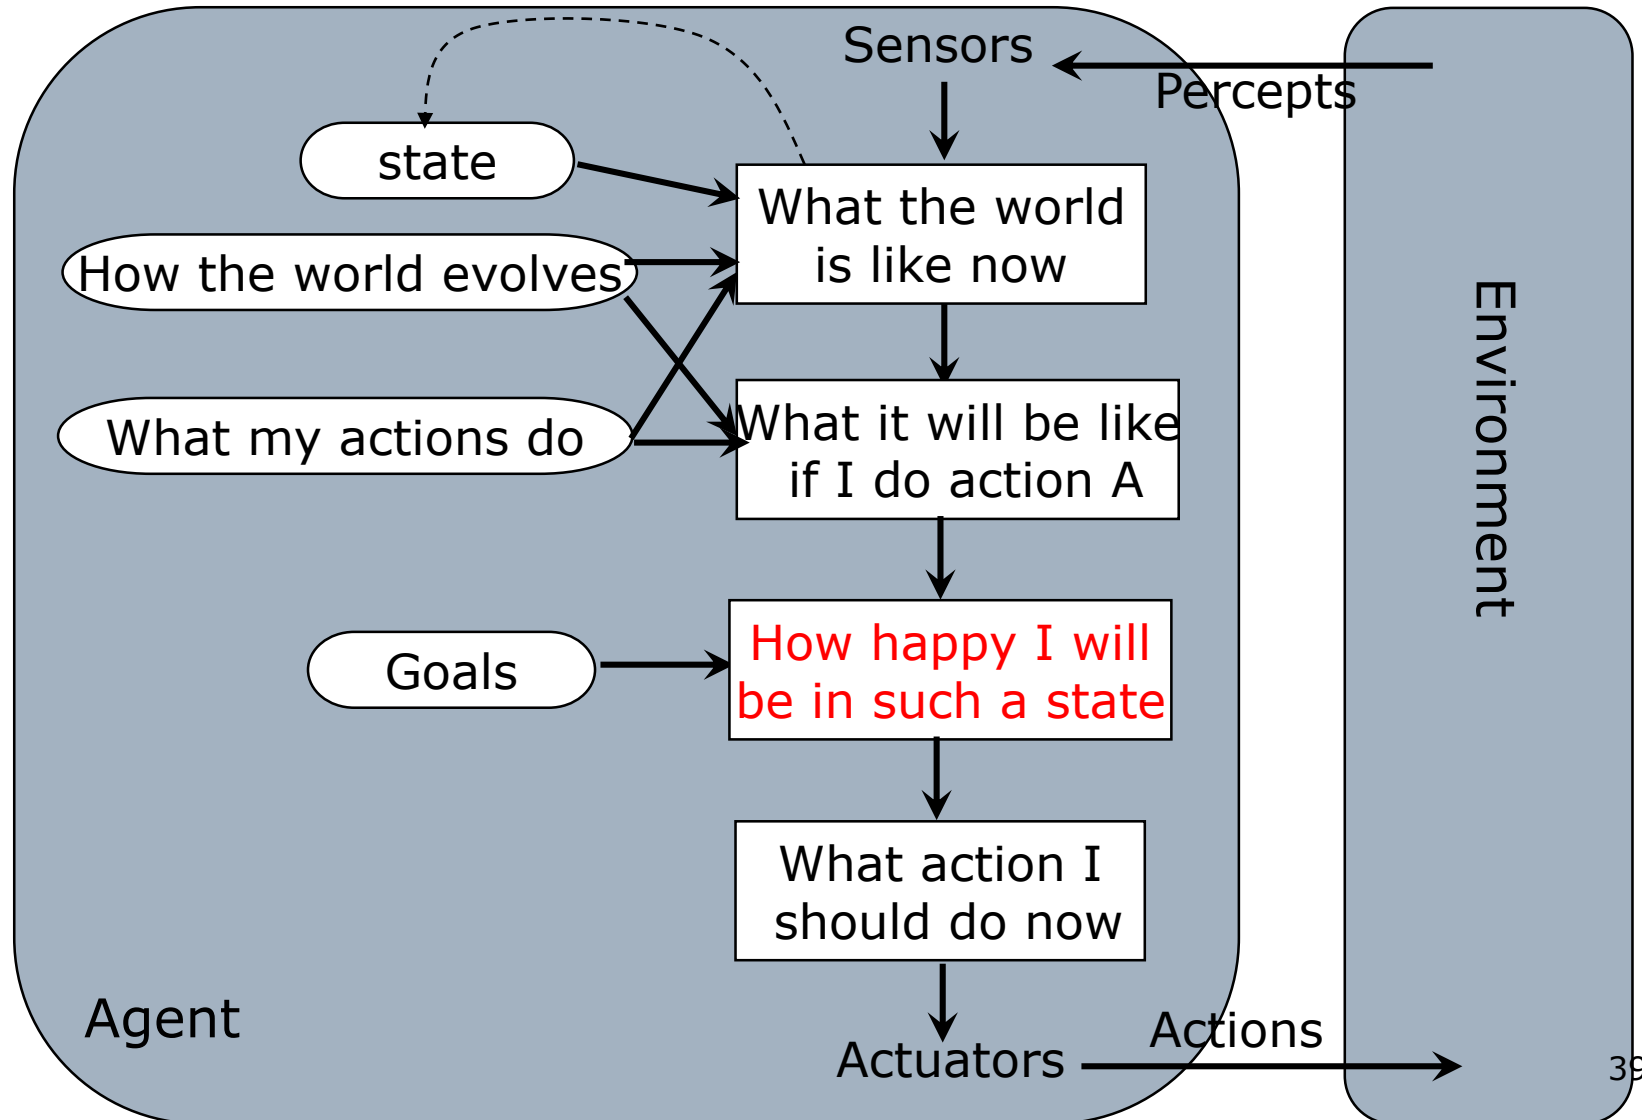 Sensors
Percepts
state
What the world
is like now
How the world evolves
What my actions do
What it will be like
if I do action A
Goals
How happy I will
be in such a state
What action I
should do now
Agent
Actuators
Actions
Environment
39